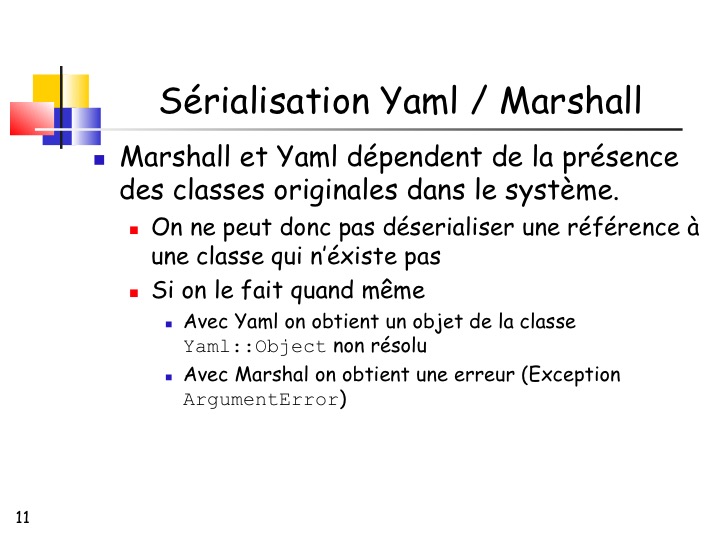 Sérialisation Yaml / Marshall
Marshall et Yaml dépendent de la présence
des classes originales dans le système.
On ne peut donc pas déserialiser une référence à
une classe qui n'éxiste pas
Si on le fait quand même
Avec Yaml on obtient un objet de la classe
Yaml::Object non résolu
Avec Marshal on obtient une erreur (Exception
ArgumentError)
11